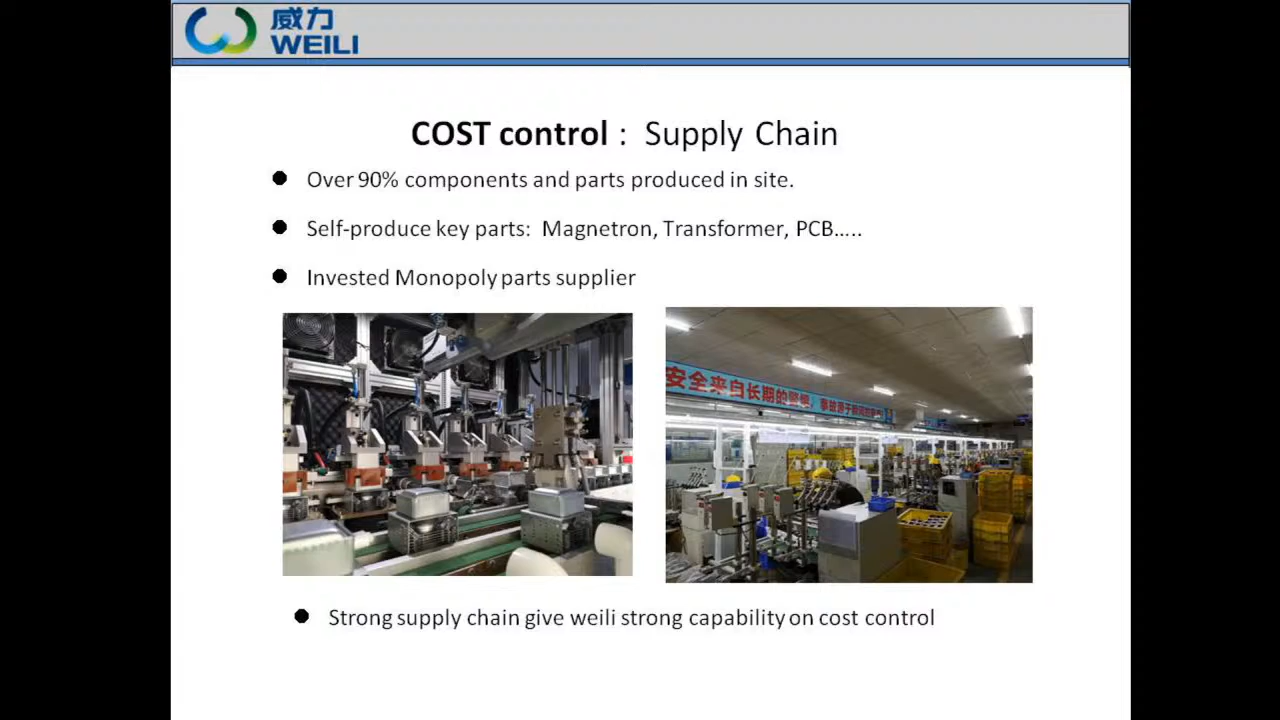 威力
WEILI
COST control : Supply Chain
Over 90% components and parts produced in site.
Self-produce key parts: Magnetron, Transformer, PCB…..
Invested Monopoly parts supplier
安全来自长期的警惕,
Strong supply chain give weili strong capability on cost control